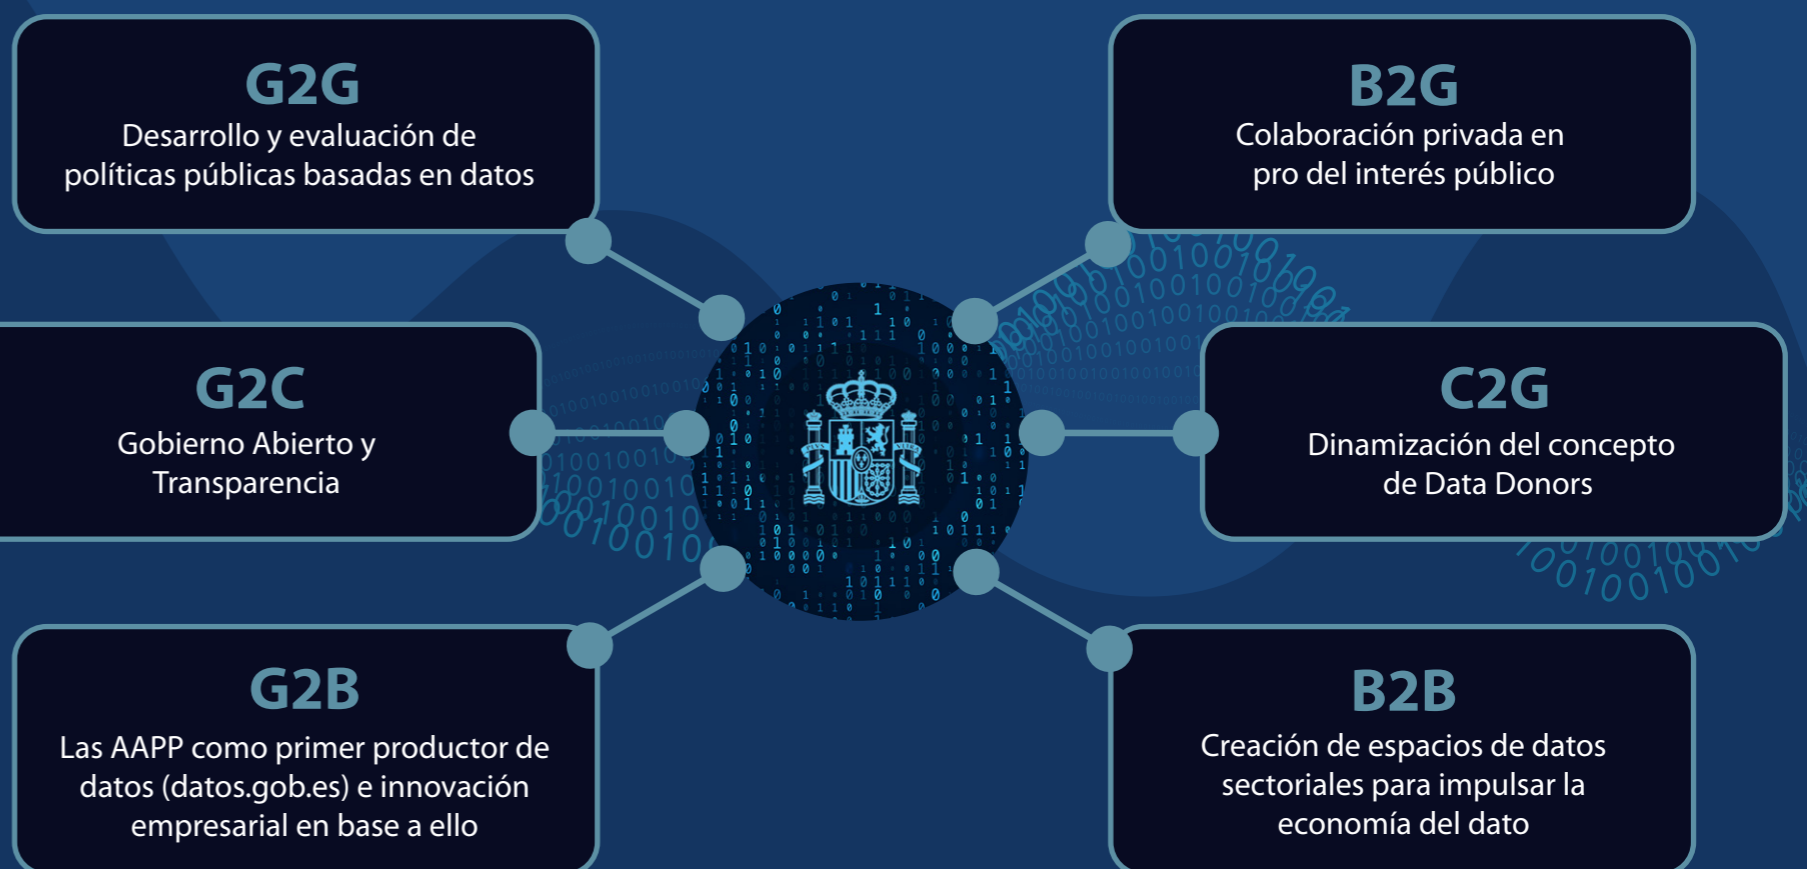 G2G
Desarrollo y evaluación de
políticas públicas basadas en datos
B2G
Colaboración privada en
pro del interés público
G2C
Gobierno Abierto y
Transparencia
C2G
Dinamización del concepto
de Data Donors
G2B
Las AAPP como primer productor de
datos (datos.gob.es) e innovación
empresarial en base a ello
B2B
Creación de espacios de datos
sectoriales para impulsar la
economía del dato